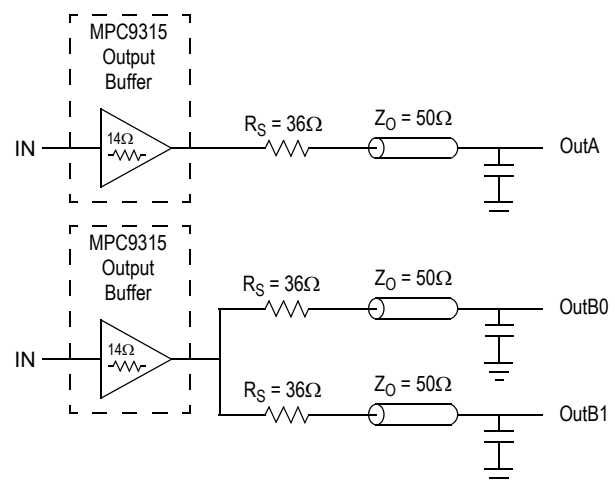 MPC9315
Output
Buffer
14Ω
IN
R_S = 36Ω
Z_O = 50Ω
OutA
MPC9315
Output
Buffer
14Ω
IN
R_S = 36Ω
Z_O = 50Ω
OutB0
R_S = 36Ω
Z_O = 50Ω
OutB1